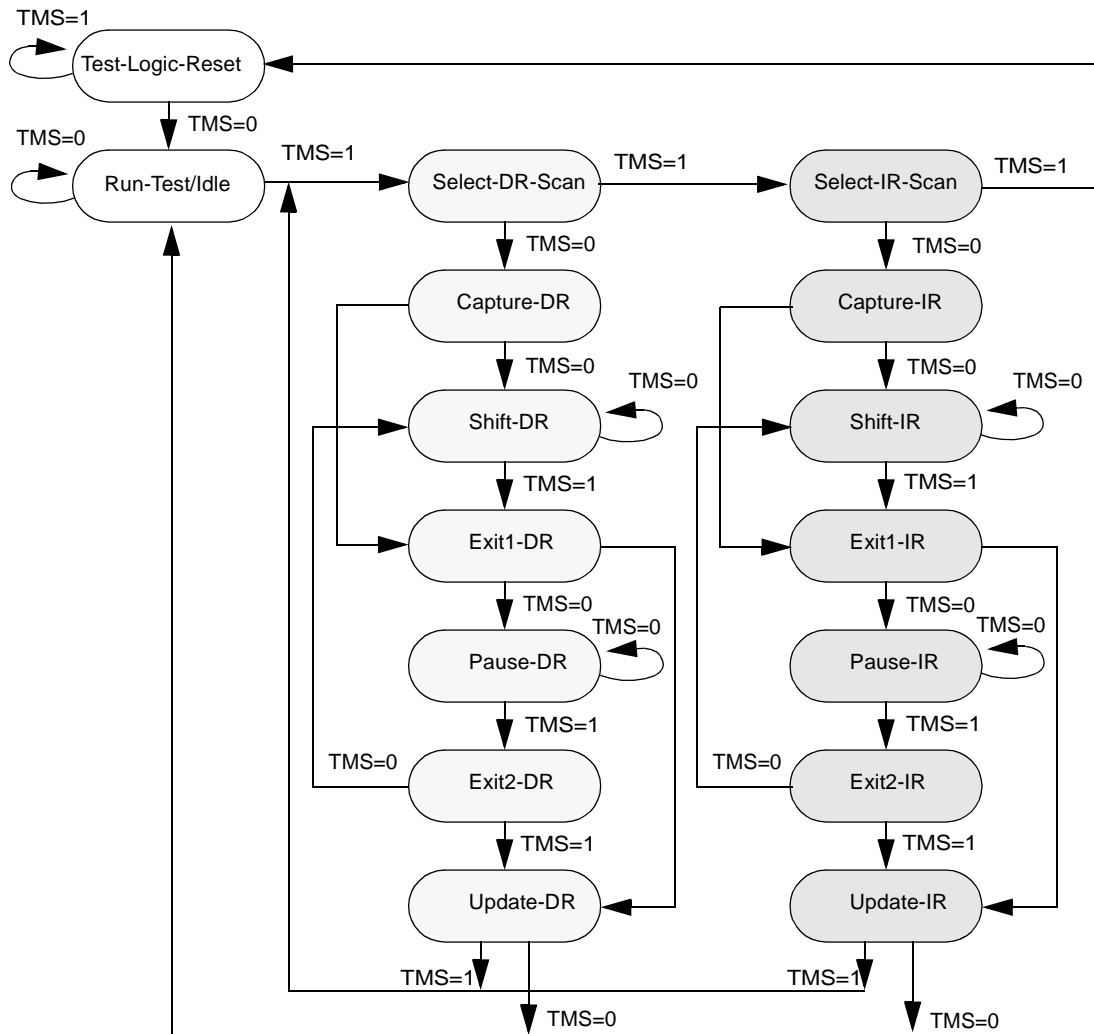 TMS=1
Test-Logic-Reset
TMS=0
TMS=0
Run-Test/Idle
TMS=1
Select-DR-Scan
TMS=1
Select-IR-Scan
TMS=1
TMS=0
TMS=0
Capture-DR
Capture-IR
TMS=0
TMS=0
TMS=0
TMS=0
Shift-DR
Shift-IR
TMS=1
TMS=1
Exit1-DR
Exit1-IR
TMS=0
TMS=0
TMS=0
TMS=0
Pause-DR
Pause-IR
TMS=1
TMS=1
TMS=0
Exit2-DR
TMS=0
Exit2-IR
TMS=1
TMS=1
Update-DR
Update-IR
TMS=1
TMS=1
TMS=0
TMS=0